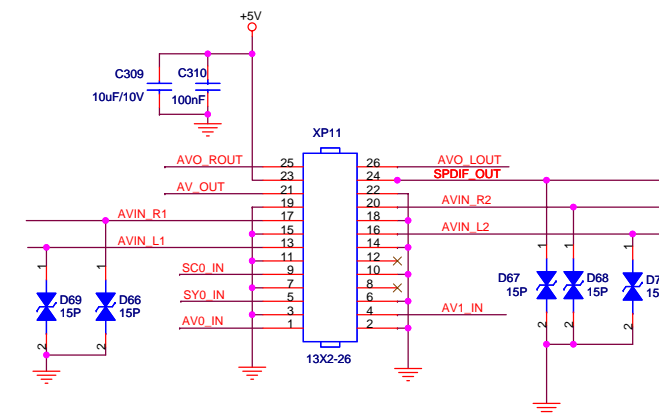 +5V
C309
C310
10uF/10V
100nF
XP11
AVO_ROUT 25 26 AVO_LOUT
23 24 SPDIF_OUT
AV_OUT 21 22
19 20 AVIN_R2
AVIN_R1 17 18
15 16 AVIN_L2
AVIN_L1 13 14
11 12
SC0_IN 9 10
7 8
SY0_IN 5 6
3 4 AV1_IN
AV0_IN 1 2
13X2-26
1 1 1 1 1
D69 D66 D67 D68 D7
15P 15P 15P 15P 15P
2 2 2 2 2